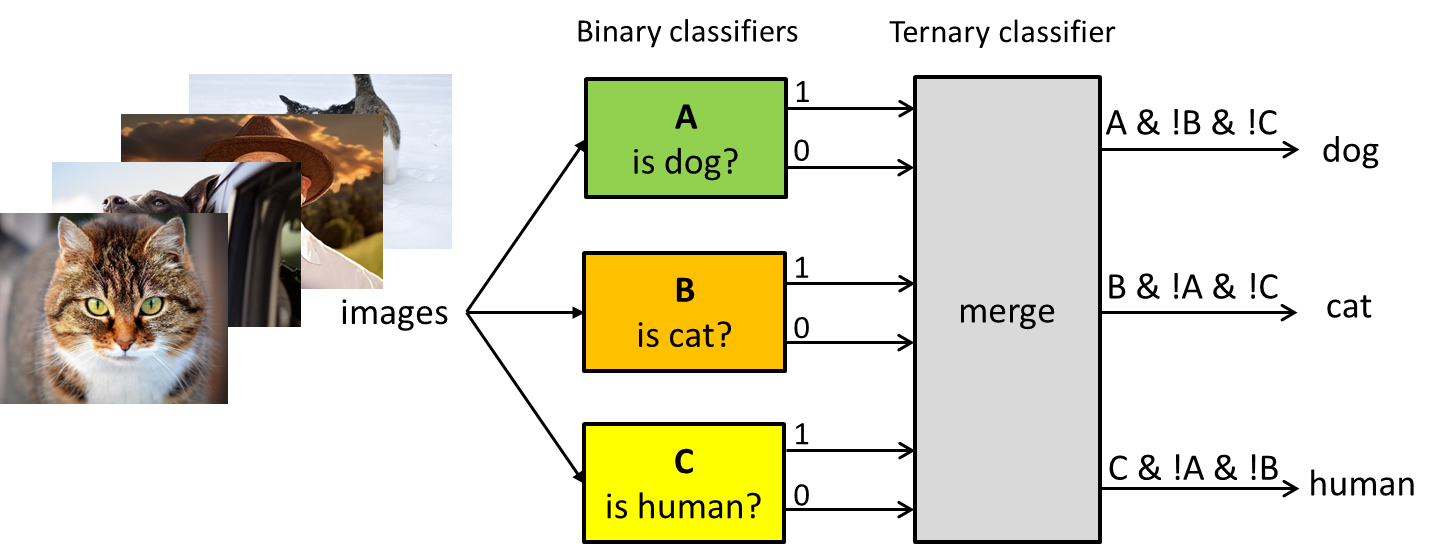 Binary classifiers
Ternary classifier
images
A
is dog?
1
0
B
is cat?
1
0
C
is human?
1
0
merge
A & !B & !C
dog
B & !A & !C
cat
C & !A & !B
human